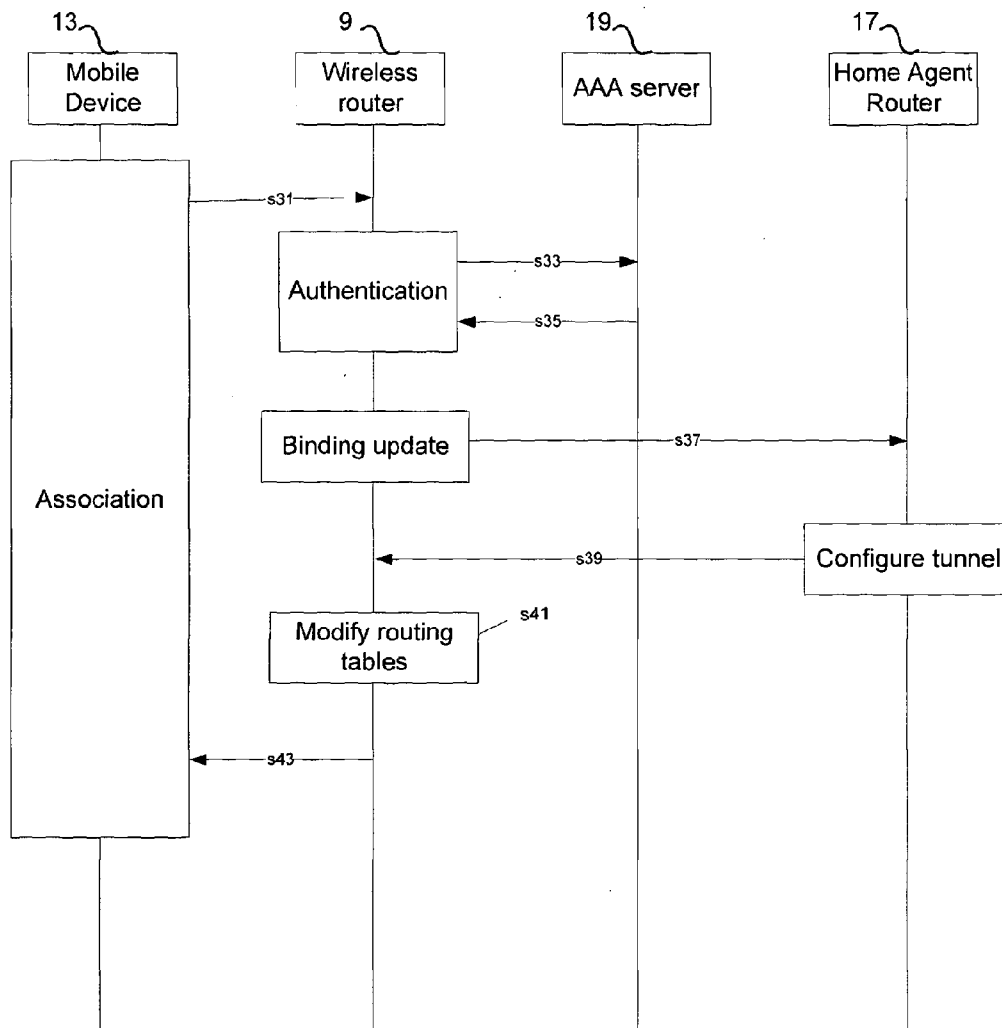 13
9
19
17
Mobile
Device
Wireless
router
AAA server
Home Agent
Router
s31
Authentication
s33
s35
Binding update
s37
Association
s39
Configure tunnel
s41
Modify routing
tables
s43